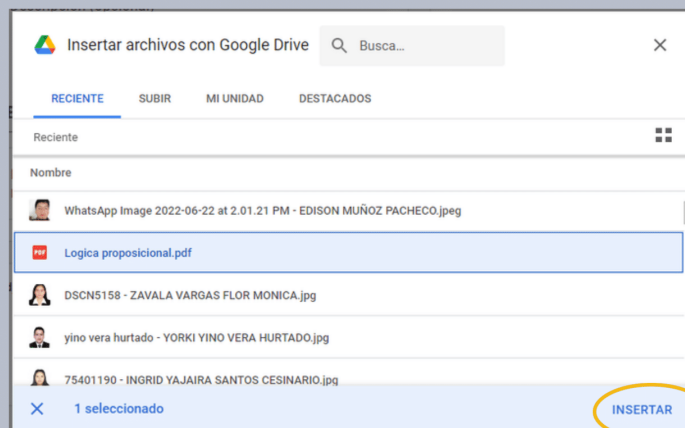 Insertar archivos con Google Drive Busca...
RECIENTE SUBIR MI UNIDAD DESTACADOS
Reciente
Nombre
WhatsApp Image 2022-06-22 at 2.01.21 PM - EDISON MUÑOZ PACHECO.jpeg
PDF Logica proposicional.pdf
DSCN5158 - ZAVALA VARGAS FLOR MONICA.jpg
yino vera hurtado - YORKI YINO VERA HURTADO.jpg
75401190 - INGRID YAJAIRA SANTOS CESINARIO.jpg
1 seleccionado INSERTAR